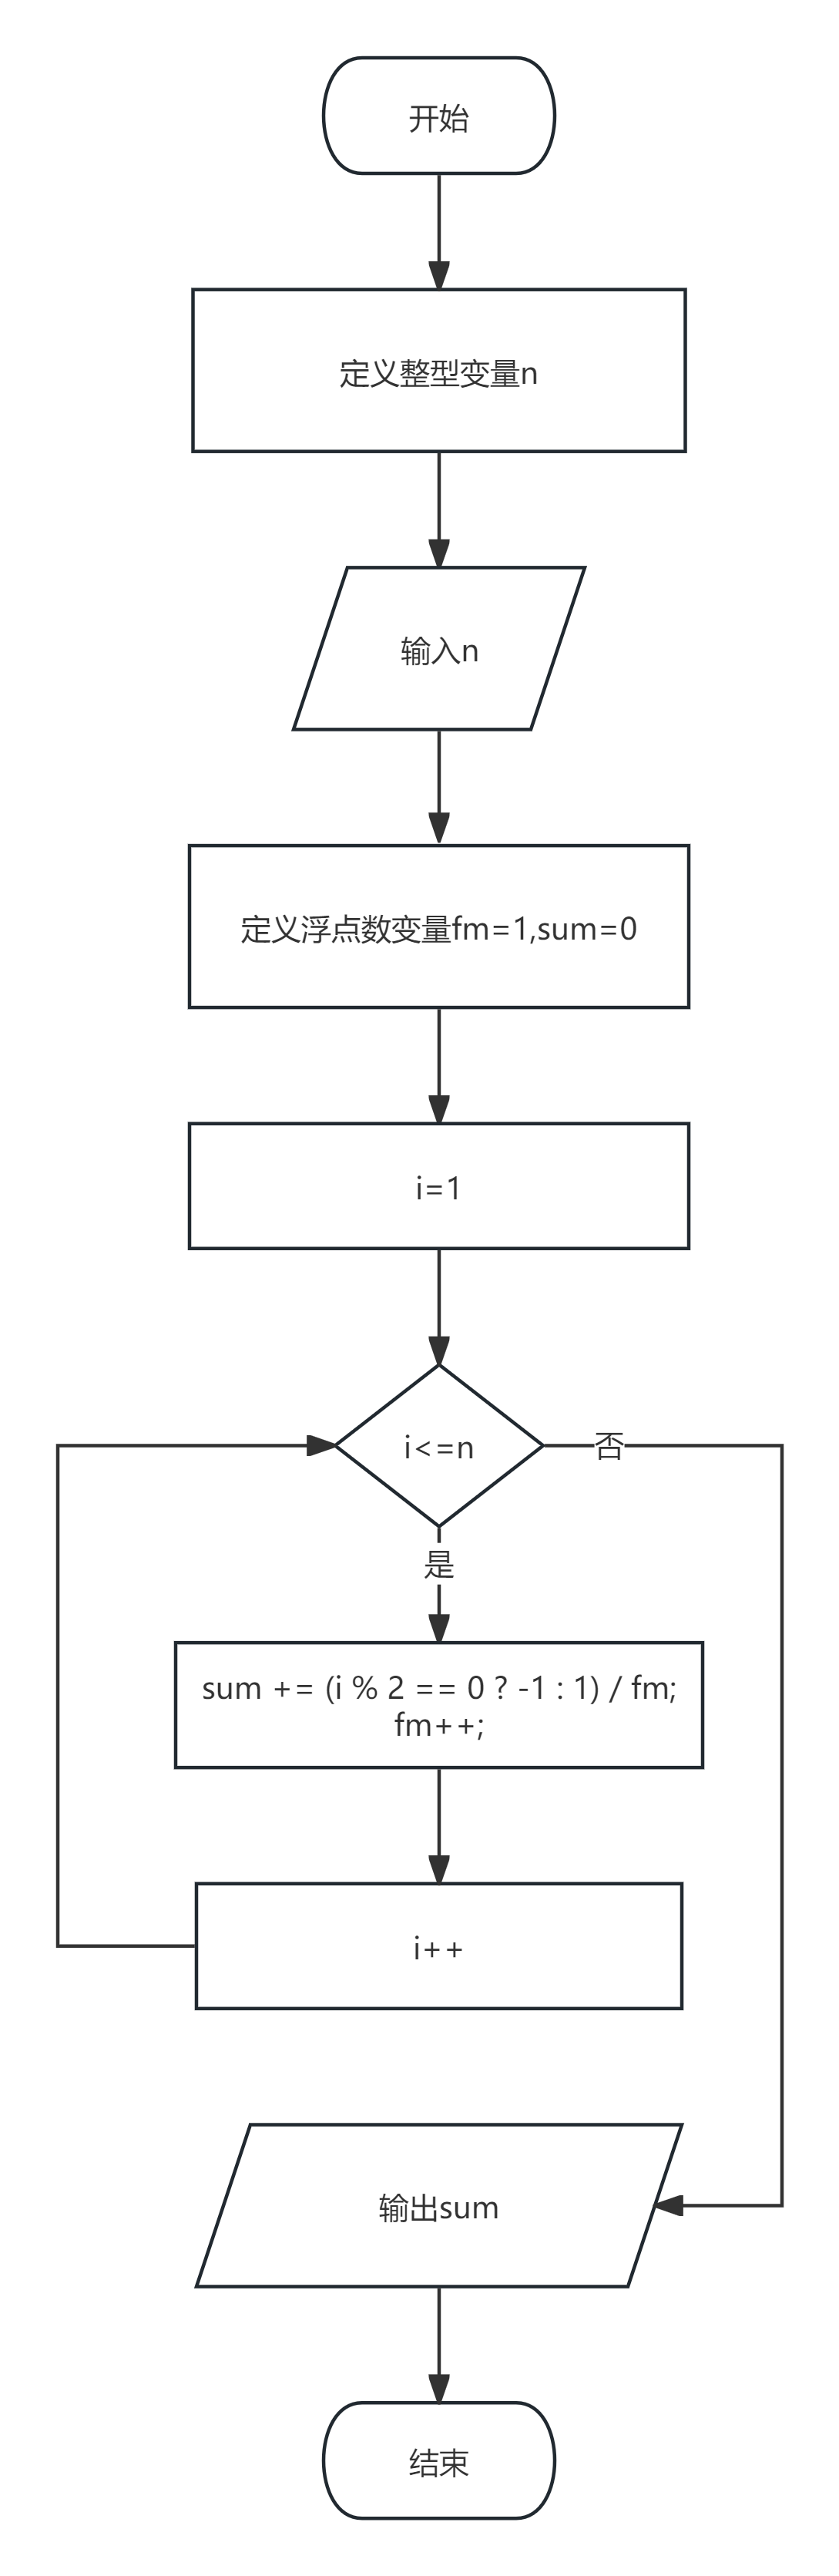 开始
定义整型变量n
输入n
定义浮点数变量fm=1,sum=0
i=1
i<=n
否
是
sum += (i % 2 == 0 ? -1 : 1) / fm;
fm++;
i++
输出sum
结束